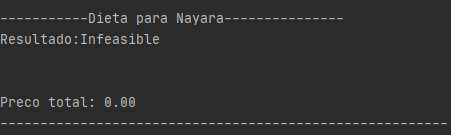 -----------Dieta para Nayara---------------
Resultado:Infeasible
Preco total: 0.00
--------------------------------------------------------